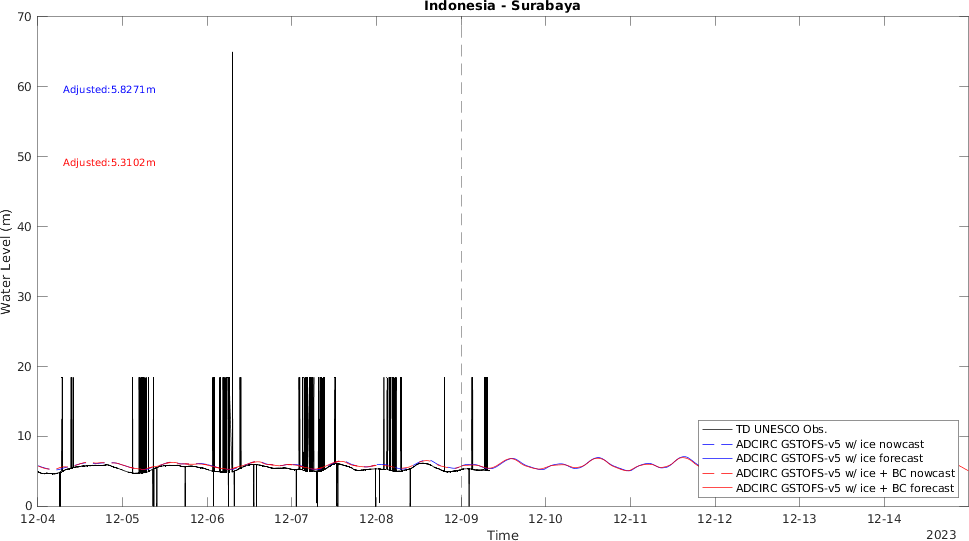 Indonesia - Surabaya
70
60
50
40
30
20
10
0
Water Level (m)
Adjusted:5.8271m
Adjusted:5.3102m
TD UNESCO Obs.
ADCIRC GSTOFS-v5 w/ ice nowcast
ADCIRC GSTOFS-v5 w/ ice forecast
ADCIRC GSTOFS-v5 w/ ice + BC nowcast
ADCIRC GSTOFS-v5 w/ ice + BC forecast
12-04 12-05 12-06 12-07 12-08 12-09 12-10 12-11 12-12 12-13 12-14
Time
2023